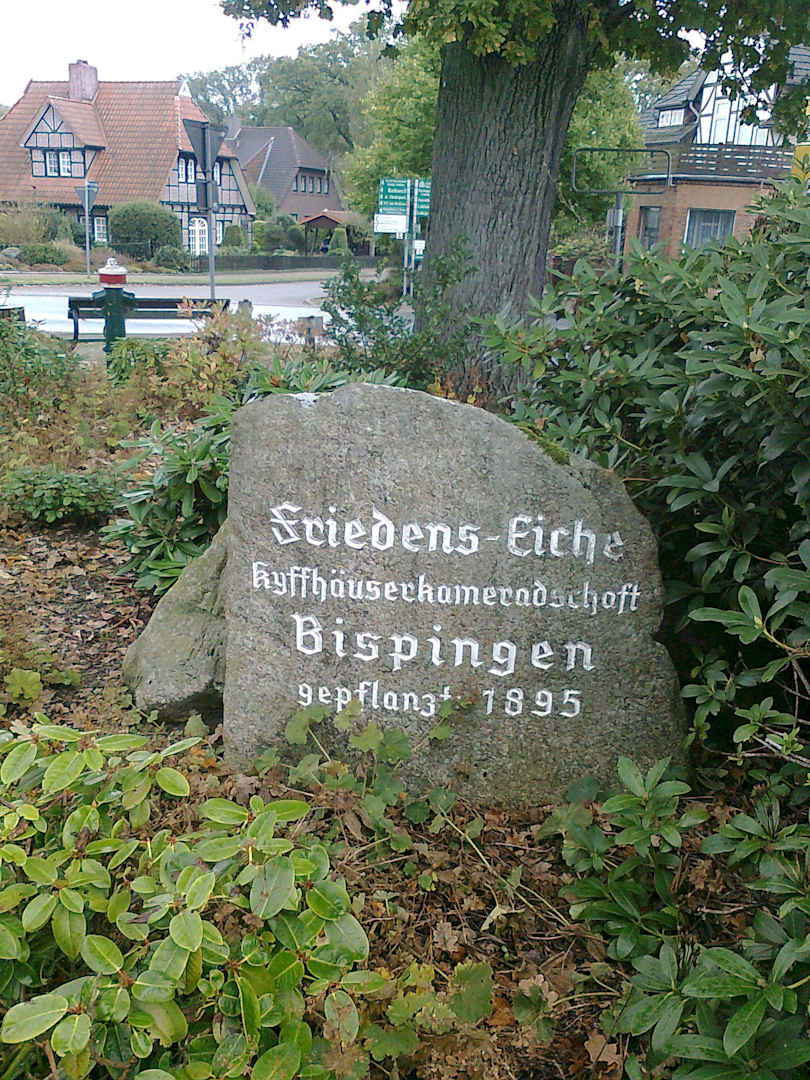 Friedens-Eiche
Kyffhäuserkameradschaft
Bispingen
gepflanzt 1895